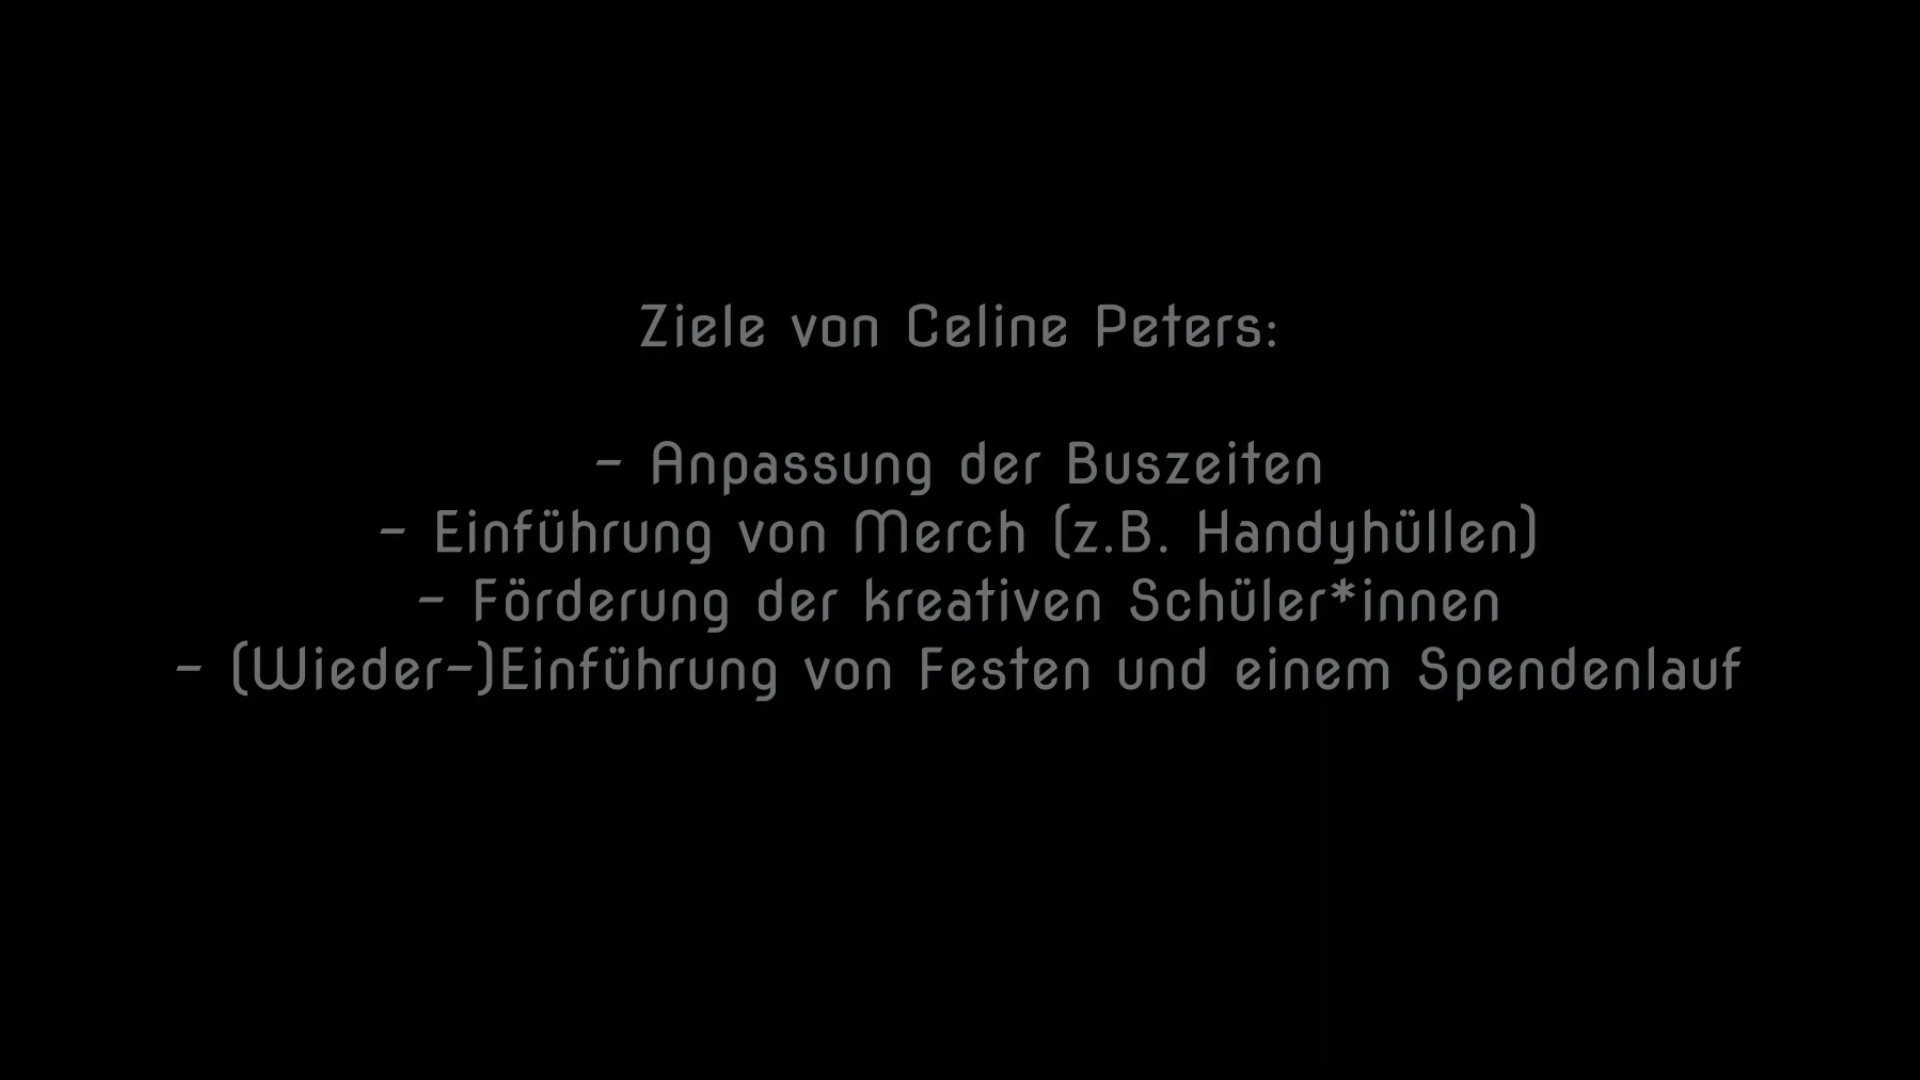 Ziele von Celine Peters:
- Anpassung der Buszeiten
- Einführung von Merch (z.B. Handyhüllen)
- Förderung der kreativen Schüler*innen
- (Wieder-)Einführung von Festen und einem Spendenlauf